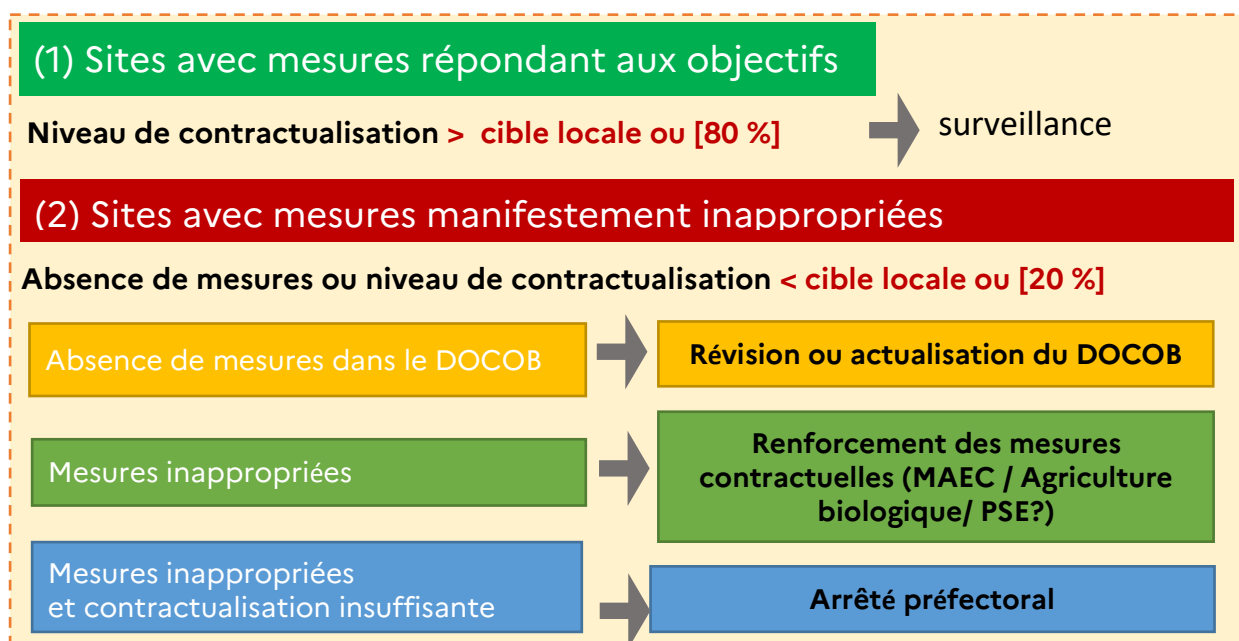 (1) Sites avec mesures répondant aux objectifs
Niveau de contractualisation > cible locale ou [80 %]
surveillance
(2) Sites avec mesures manifestement inappropriées
Absence de mesures ou niveau de contractualisation < cible locale ou [20 %]
Absence de mesures dans le DOCOB
Révision ou actualisation du DOCOB
Mesures inappropriées
Renforcement des mesures
contractuelles (MAEC / Agriculture
biologique/ PSE?)
Mesures inappropriées
et contractualisation insuffisante
Arrêté préfectoral